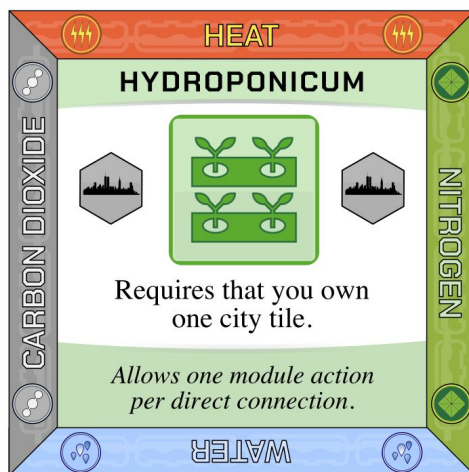 HEAT
HYDROPONICUM
CARBON DIOXIDE
NITROGEN
Requires that you own
one city tile.
Allows one module action
per direct connection.
WATER